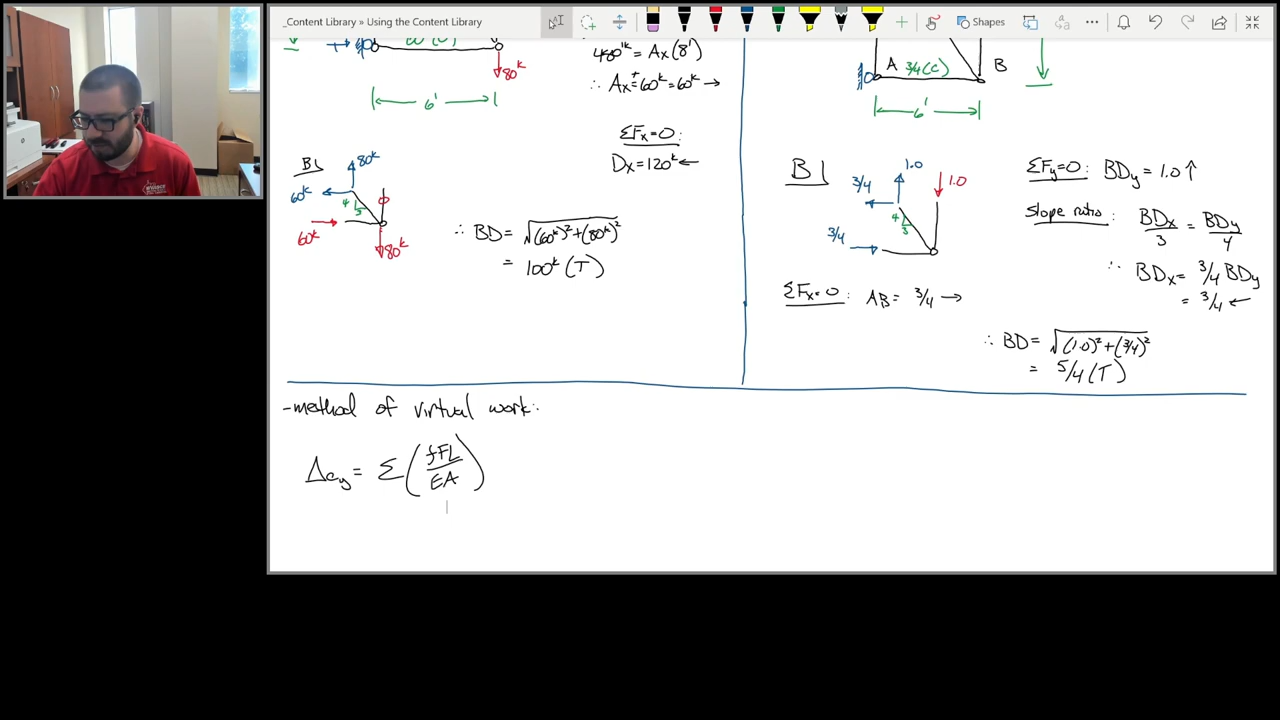 _Content Library » Using the Content Library
Shapes
80ᵏ
6'
480'ᵏ = Ax(8')
∴ Ax = 60ᵏ = 60ᵏ →
ΣFx=0:
Dx = 120ᵏ ←
B]
80ᵏ
60ᵏ
4
3
0
60ᵏ
80ᵏ
∴ BD = √(60ᵏ)²+(80ᵏ)²
= 100ᵏ (T)
A
3/4(C)
B
6'
B]
1.0
1.0
3/4
4
3
3/4
ΣFx=0: AB = 3/4 →
ΣFy=0: BDy = 1.0 ↑
slope ratio: BDx/3 = BDy/4
∴ BDx = 3/4 BDy
= 3/4 ←
∴ BD = √(1.0)²+(3/4)²
= 5/4 (T)
-method of virtual work:
Δcy = Σ(fFL/EA)